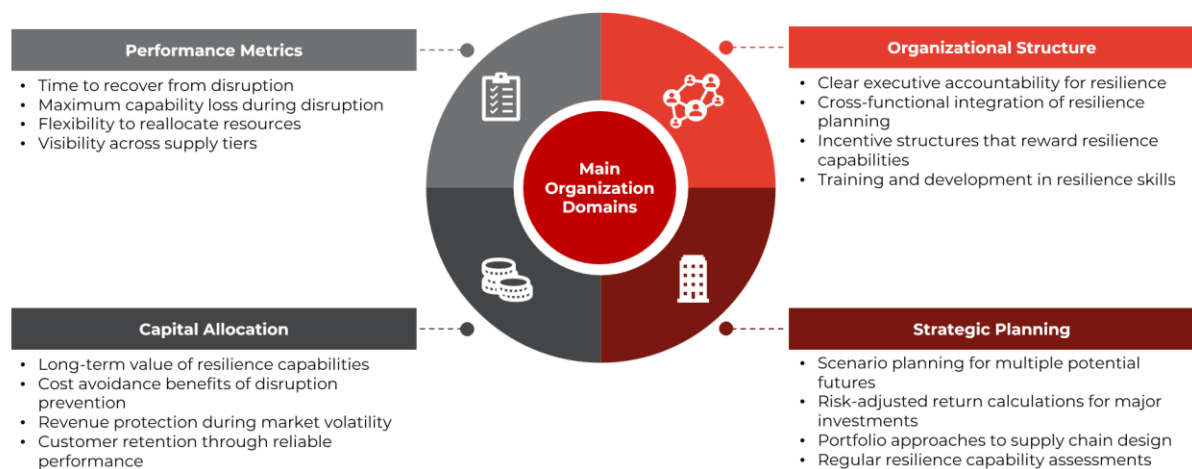 Performance Metrics
• Time to recover from disruption
• Maximum capability loss during disruption
• Flexibility to reallocate resources
• Visibility across supply tiers
Organizational Structure
• Clear executive accountability for resilience
• Cross-functional integration of resilience
planning
• Incentive structures that reward resilience
capabilities
• Training and development in resilience skills
Main
Organization
Domains
Capital Allocation
• Long-term value of resilience capabilities
• Cost avoidance benefits of disruption
prevention
• Revenue protection during market volatility
• Customer retention through reliable
performance
Strategic Planning
• Scenario planning for multiple potential
futures
• Risk-adjusted return calculations for major
investments
• Portfolio approaches to supply chain design
• Regular resilience capability assessments